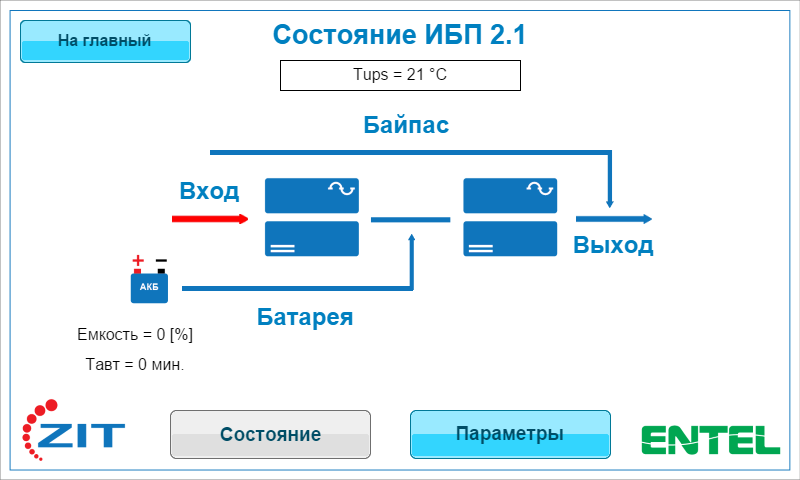 На главный
Состояние ИБП 2.1
Tups = 21 °C
Байпас
Вход
Выход
+ −
АКБ
Батарея
Емкость = 0 [%]
Тавт = 0 мин.
ZIT
Состояние
Параметры
ENTEL